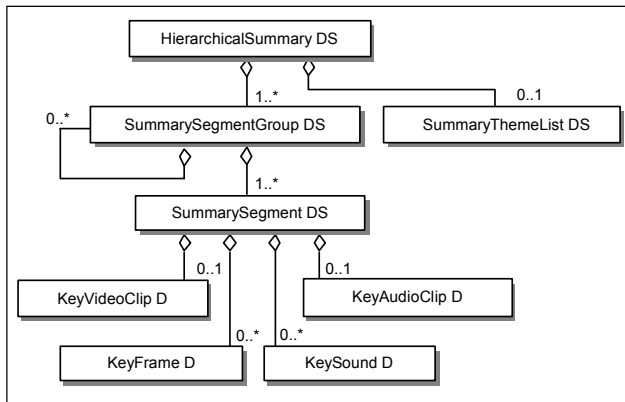 HierarchicalSummary DS
1..*
0..1
0..*
SummarySegmentGroup DS
SummaryThemeList DS
1..*
SummarySegment DS
0..1
0..1
KeyVideoClip D
KeyAudioClip D
0..*
0..*
KeyFrame D
KeySound D